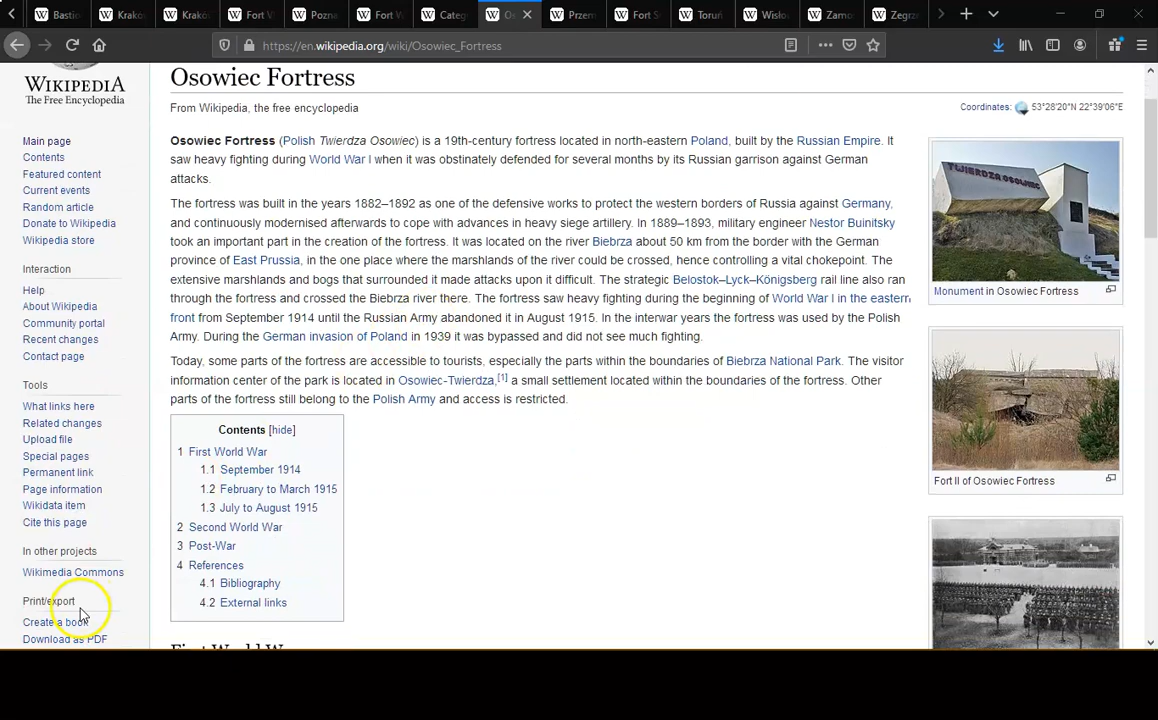 Bastio
Krako
Krakó
Fort V
Pozna
Fort W
Categ
Os
Przem
Fort S
Toruń
Wisło
Zamo
Zegrz
https://en.wikipedia.org/wiki/Osowiec_Fortress
WIKIPEDIA
The Free Encyclopedia
Main page
Contents
Featured content
Current events
Random article
Donate to Wikipedia
Wikipedia store
Interaction
Help
About Wikipedia
Community portal
Recent changes
Contact page
Tools
What links here
Related changes
Upload file
Special pages
Permanent link
Page information
Wikidata item
Cite this page
In other projects
Wikimedia Commons
Print/export
Create a book
Download as PDF
Osowiec Fortress
From Wikipedia, the free encyclopedia
Coordinates: 53°28′20″N 22°39′06″E
Osowiec Fortress (Polish Twierdza Osowiec) is a 19th-century fortress located in north-eastern Poland, built by the Russian Empire. It
saw heavy fighting during World War I when it was obstinately defended for several months by its Russian garrison against German
attacks.
The fortress was built in the years 1882–1892 as one of the defensive works to protect the western borders of Russia against Germany,
and continuously modernised afterwards to cope with advances in heavy siege artillery. In 1889–1893, military engineer Nestor Buinitsky
took an important part in the creation of the fortress. It was located on the river Biebrza about 50 km from the border with the German
province of East Prussia, in the one place where the marshlands of the river could be crossed, hence controlling a vital chokepoint. The
extensive marshlands and bogs that surrounded it made attacks upon it difficult. The strategic Belostok–Lyck–Königsberg rail line also ran
through the fortress and crossed the Biebrza river there. The fortress saw heavy fighting during the beginning of World War I in the eastern
front from September 1914 until the Russian Army abandoned it in August 1915. In the interwar years the fortress was used by the Polish
Army. During the German invasion of Poland in 1939 it was bypassed and did not see much fighting.
Today, some parts of the fortress are accessible to tourists, especially the parts within the boundaries of Biebrza National Park. The visitor
information center of the park is located in Osowiec-Twierdza,[1] a small settlement located within the boundaries of the fortress. Other
parts of the fortress still belong to the Polish Army and access is restricted.
Contents [hide]
1 First World War
1.1 September 1914
1.2 February to March 1915
1.3 July to August 1915
2 Second World War
3 Post-War
4 References
4.1 Bibliography
4.2 External links
TWIERDZA OSOWIEC
Monument in Osowiec Fortress
Fort II of Osowiec Fortress